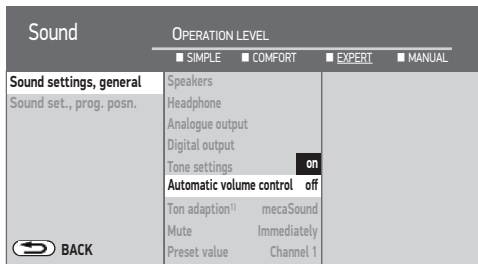 Sound
OPERATION LEVEL
SIMPLE COMFORT EXPERT MANUAL
Sound settings, general
Sound set., prog. posn.
Speakers
Headphone
Analogue output
Digital output
Tone settings on
Automatic volume control off
Ton adaption1) mecaSound
Mute Immediately
Preset value Channel 1
BACK